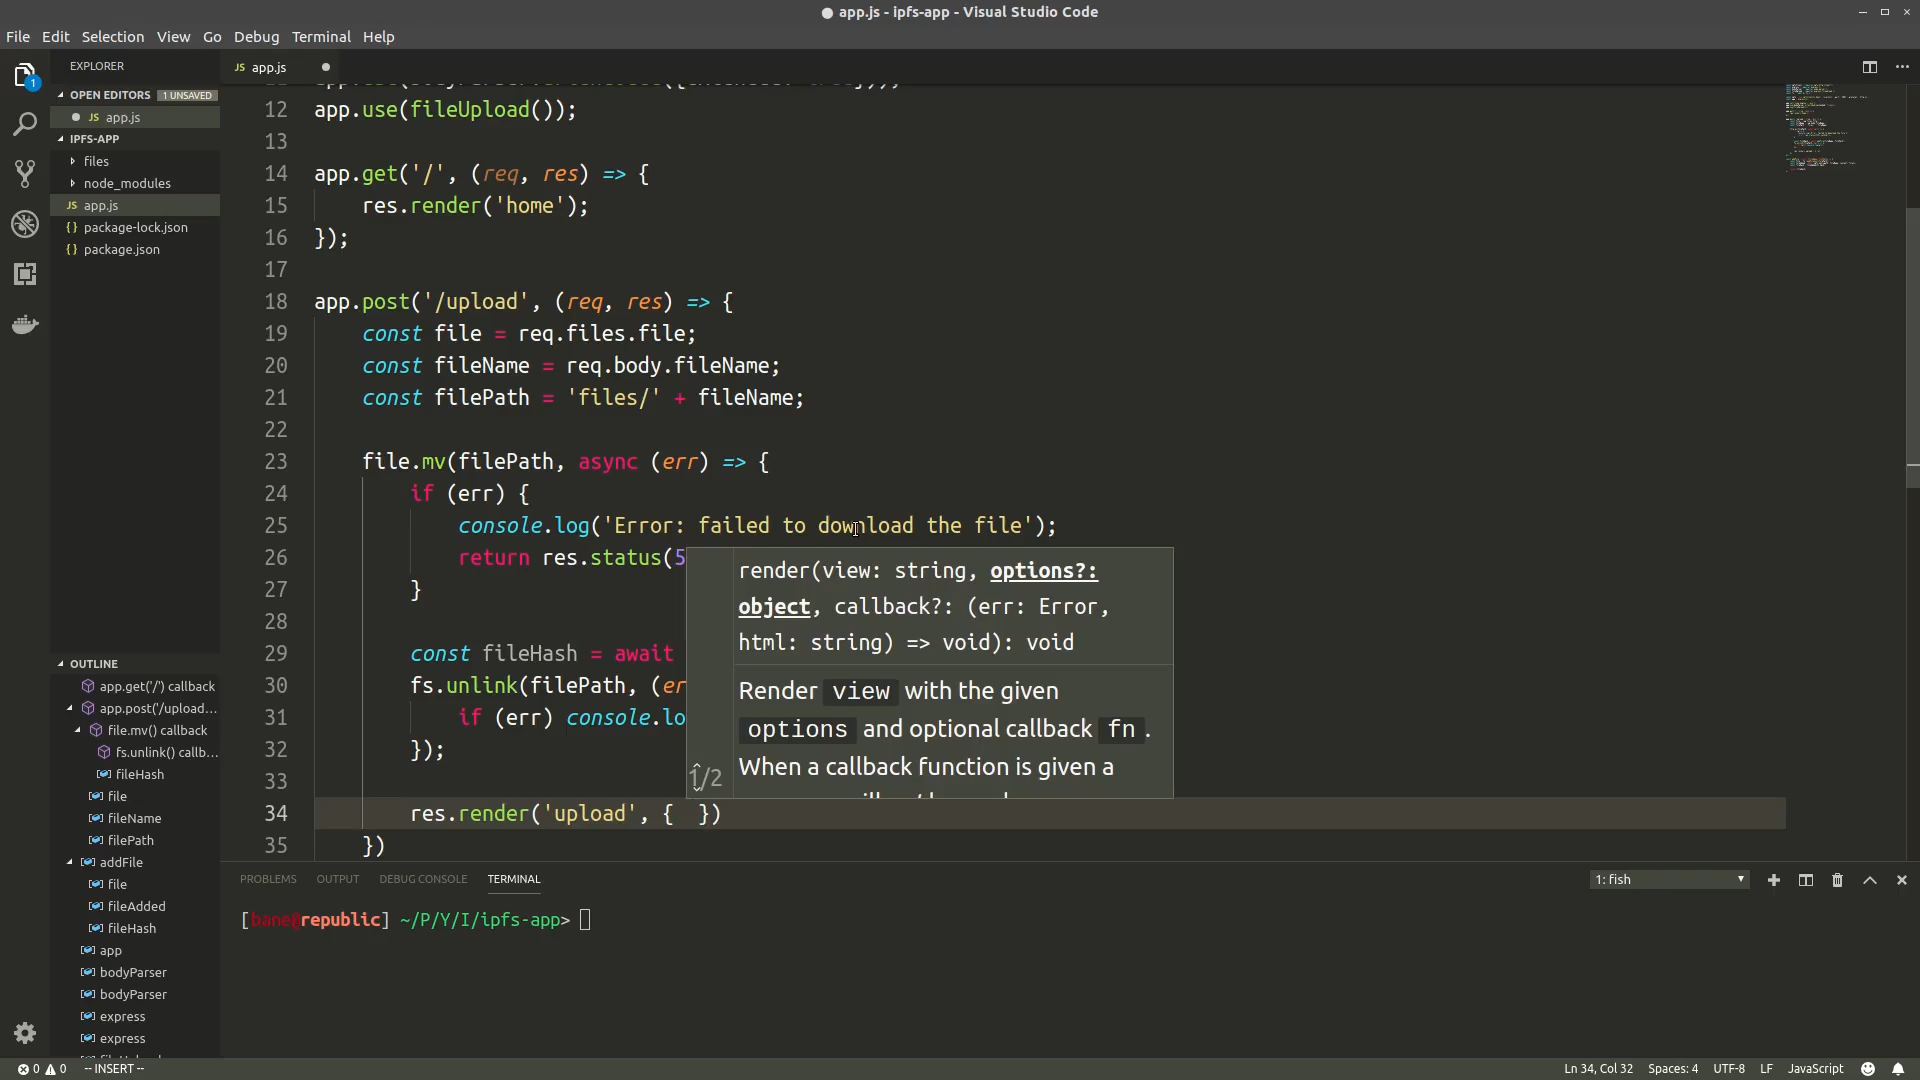 ● app.js - ipfs-app - Visual Studio Code
File Edit Selection View Go Debug Terminal Help
1
EXPLORER
OPEN EDITORS 1 UNSAVED
JS app.js
IPFS-APP
files
node_modules
JS app.js
{} package-lock.json
{} package.json
OUTLINE
app.get('/') callback
app.post('/upload...
file.mv() callback
fs.unlink() callb...
fileHash
file
fileName
filePath
addFile
file
fileAdded
fileHash
app
bodyParser
bodyParser
express
express
JS app.js
12 app.use(fileUpload());
13
14 app.get('/', (req, res) => {
15 res.render('home');
16 });
17
18 app.post('/upload', (req, res) => {
19 const file = req.files.file;
20 const fileName = req.body.fileName;
21 const filePath = 'files/' + fileName;
22
23 file.mv(filePath, async (err) => {
24 if (err) {
25 console.log('Error: failed to download the file');
26 return res.status(5
27 }
28
29 const fileHash = await
30 fs.unlink(filePath, (er
31 if (err) console.lo
32 });
33
34 res.render('upload', {  })
35 })
render(view: string, options?:
object, callback?: (err: Error,
html: string) => void): void
Render view with the given
options and optional callback fn.
When a callback function is given a
1/2
PROBLEMS OUTPUT DEBUG CONSOLE TERMINAL
1: fish
[bane@republic] ~/P/Y/I/ipfs-app>
0 0 -- INSERT --
Ln 34, Col 32 Spaces: 4 UTF-8 LF JavaScript